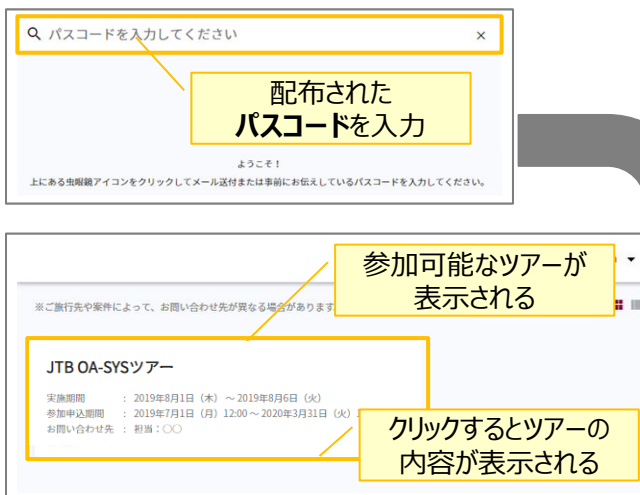 パスコードを入力してください
×
配布された
パスコードを入力
ようこそ！
上にある虫眼鏡アイコンをクリックしてメール送付または事前にお伝えしているパスコードを入力してください。
参加可能なツアーが
表示される
※ご旅行先や案件によって、お問い合わせ先が異なる場合があります
JTB OA-SYSツアー
実施期間 ： 2019年8月1日（木）～2019年8月6日（火）
参加申込期間 ： 2019年7月1日（月）12:00～2020年3月31日（火）
お問い合わせ先 ： 担当：○○
クリックするとツアーの
内容が表示される